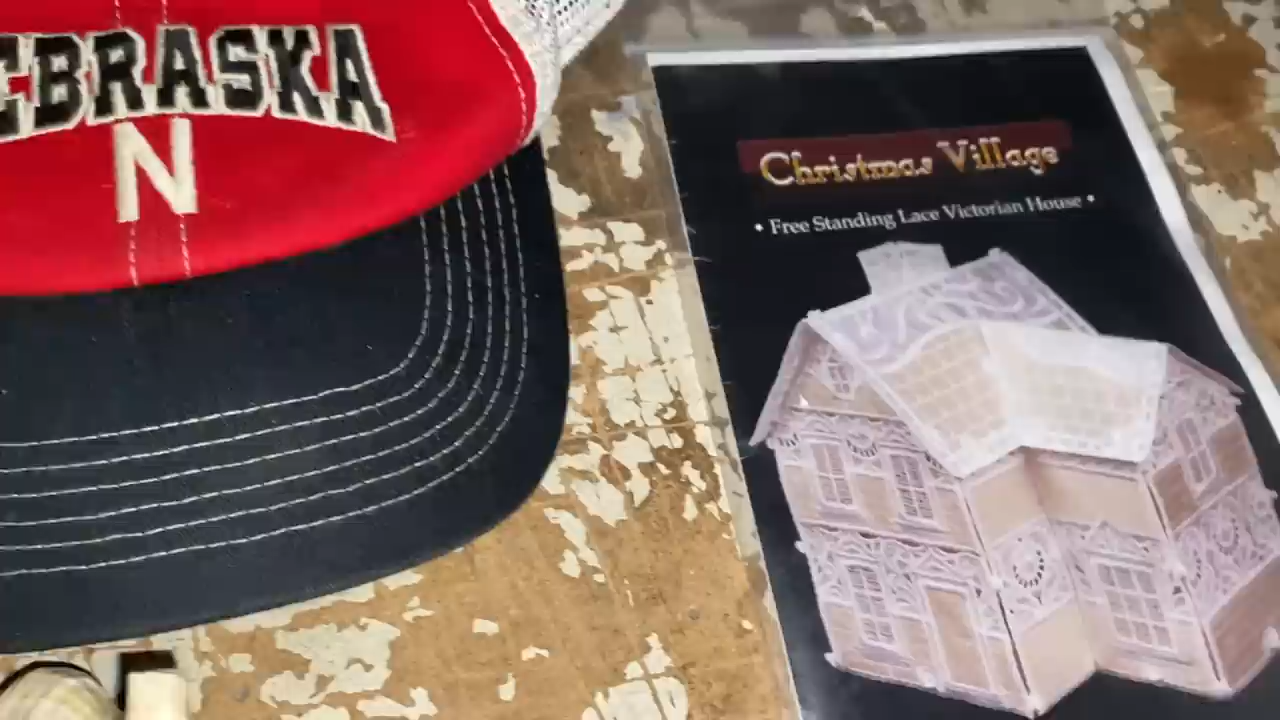 EBRASKA
N
Christmas Village
• Free Standing Lace Victorian House •